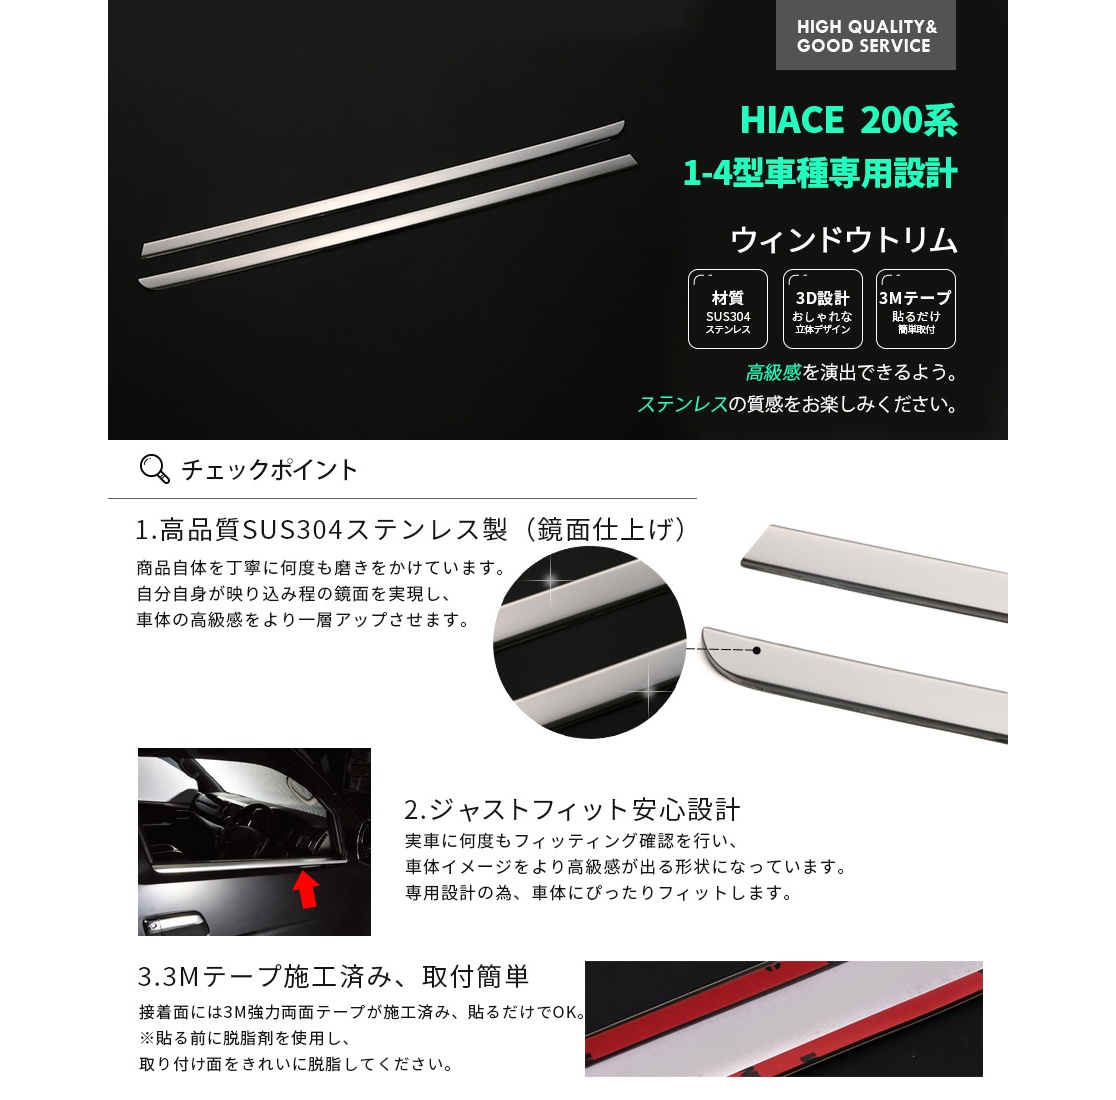 HIGH QUALITY&
GOOD SERVICE
HIACE 200系
1-4型車種専用設計
ウィンドウトリム
材質
SUS304
ステンレス
3D設計
おしゃれな
立体デザイン
3Mテープ
貼るだけ
簡単取付
高級感を演出できるよう。
ステンレスの質感をお楽しみください。
チェックポイント
1.高品質SUS304ステンレス製（鏡面仕上げ）
商品自体を丁寧に何度も磨きをかけています。
自分自身が映り込み程の鏡面を実現し、
車体の高級感をより一層アップさせます。
2.ジャストフィット安心設計
実車に何度もフィッティング確認を行い、
車体イメージをより高級感が出る形状になっています。
専用設計の為、車体にぴったりフィットします。
3.3Mテープ施工済み、取付簡単
接着面には3M強力両面テープが施工済み、貼るだけでOK。
※貼る前に脱脂剤を使用し、
取り付け面をきれいに脱脂してください。